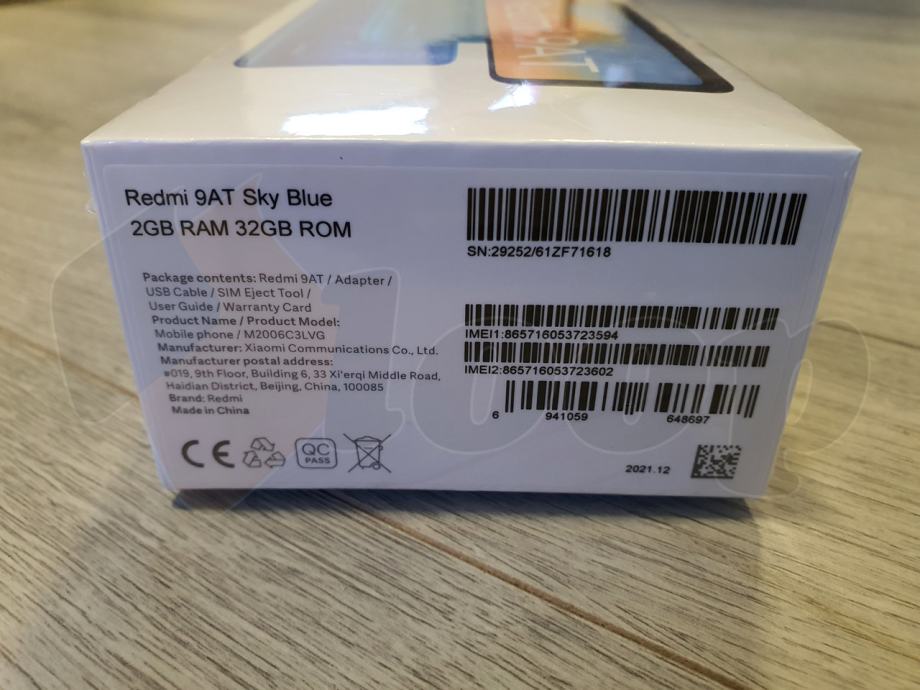 9AT
Redmi 9AT Sky Blue
2GB RAM 32GB ROM
Package contents: Redmi 9AT / Adapter /
USB Cable / SIM Eject Tool /
User Guide / Warranty Card
Product Name / Product Model:
Mobile phone / M2006C3LVG
Manufacturer: Xiaomi Communications Co., Ltd.
Manufacturer postal address:
#019, 9th Floor, Building 6, 33 Xi'erqi Middle Road,
Haidian District, Beijing, China, 100085
Brand: Redmi
Made in China
CE
QC
PASS
SN:29252/61ZF71618
IMEI1:865716053723594
IMEI2:865716053723602
6 941059 648697
2021.12